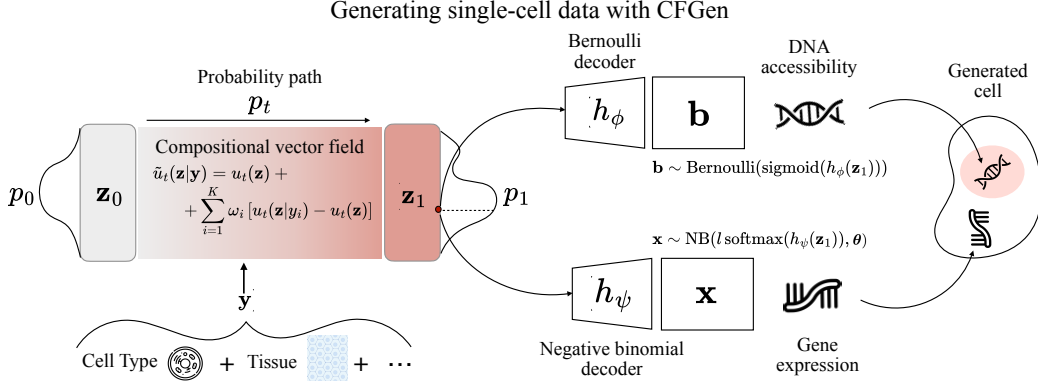 Generating single-cell data with CFGen
Probability path
p_t
p_0
z_0
Compositional vector field
ũ_t(z|y) = u_t(z) +
+ ∑_{i=1}^{K} ω_i [u_t(z|y_i) − u_t(z)]
z_1
p_1
y
Cell Type + Tissue + ⋯
Bernoulli
decoder
h_ϕ
b
DNA
accessibility
b ∼ Bernoulli(sigmoid(h_ϕ(z_1)))
x ∼ NB(l softmax(h_ψ(z_1)), θ)
h_ψ
x
Negative binomial
decoder
Gene
expression
Generated
cell